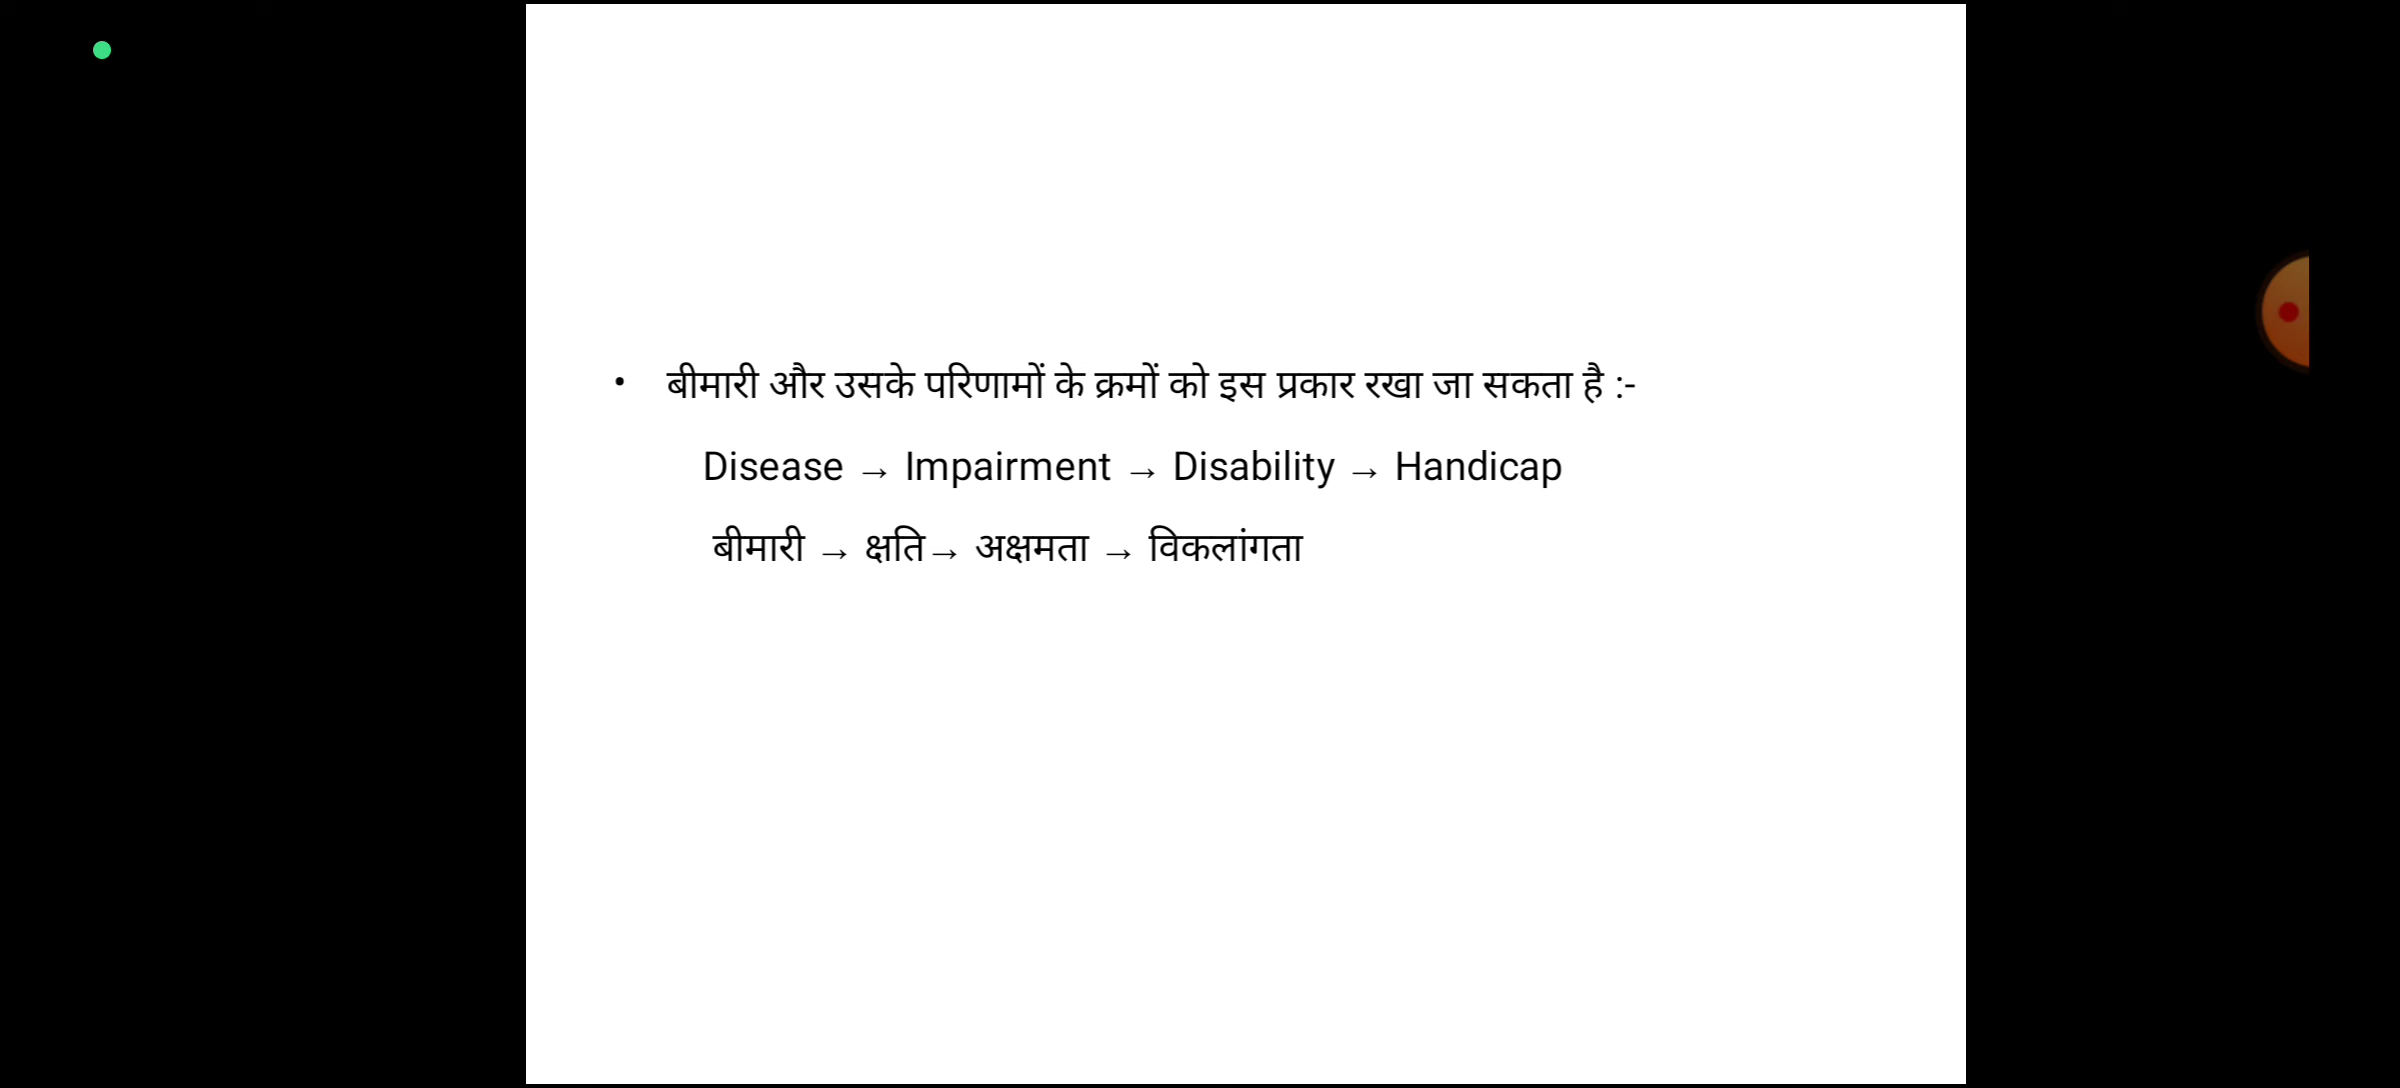 • बीमारी और उसके परिणामों के क्रमों को इस प्रकार रखा जा सकता है :-
Disease → Impairment → Disability → Handicap
बीमारी → क्षति→ अक्षमता → विकलांगता